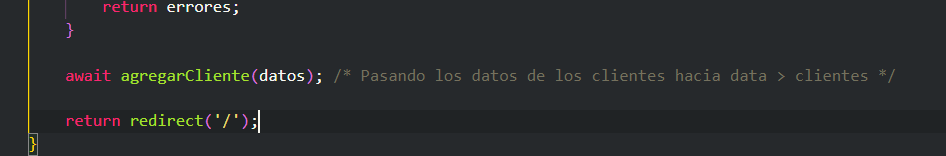 return errores;
}
await agregarCliente(datos); /* Pasando los datos de los clientes hacia data > clientes */
return redirect('/');
}